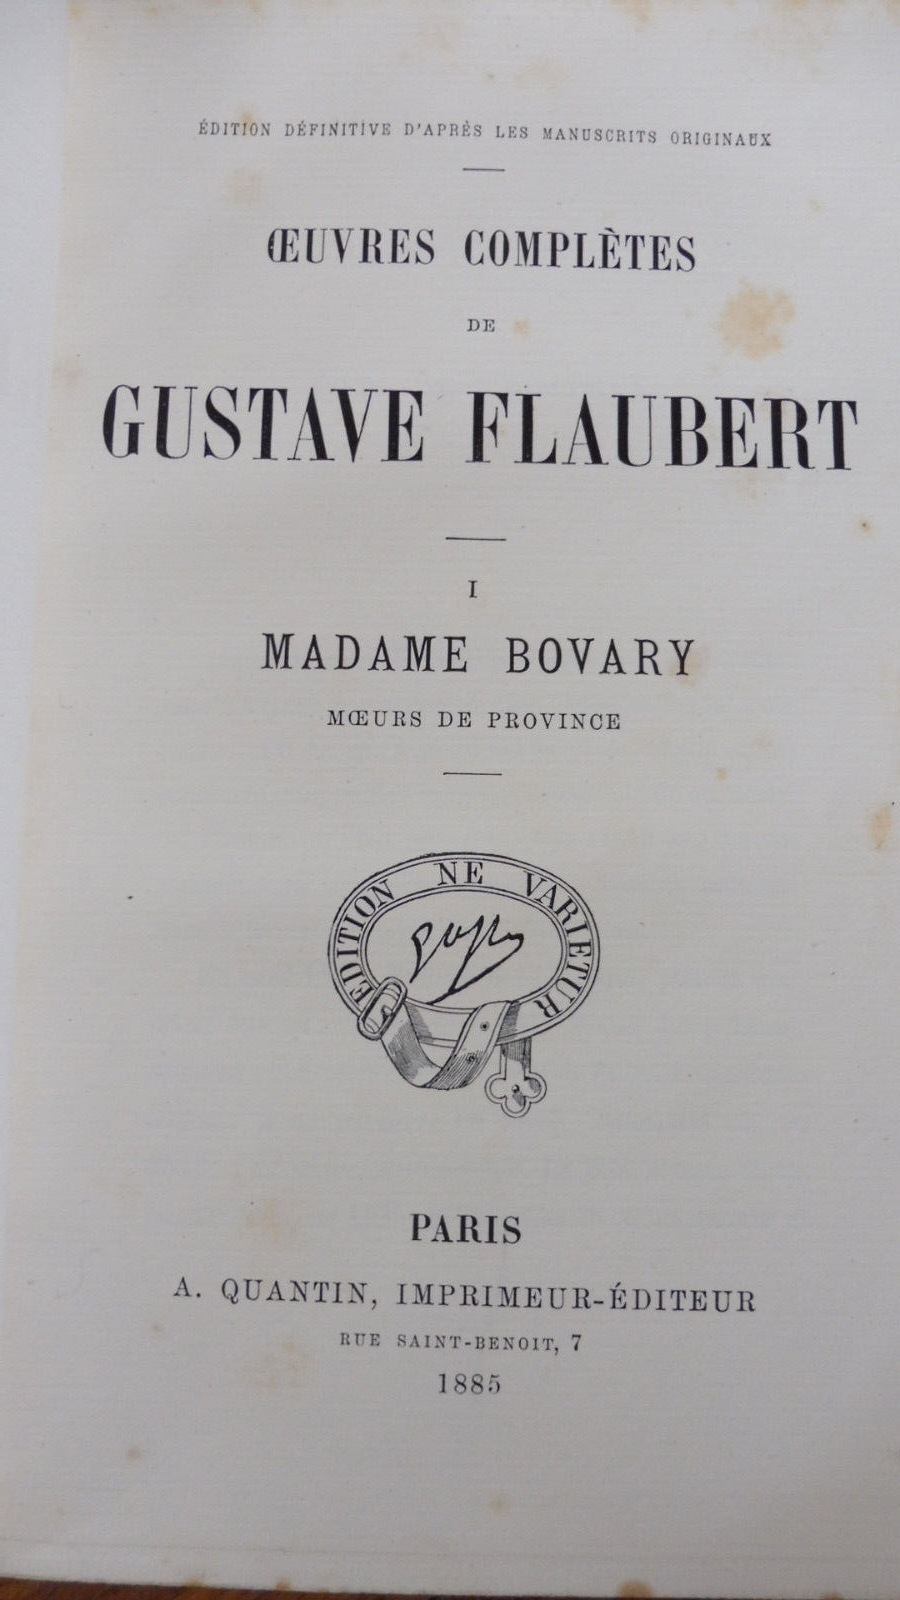 ÉDITION DÉFINITIVE D'APRÈS LES MANUSCRITS ORIGINAUX
ŒUVRES COMPLÈTES
DE
GUSTAVE FLAUBERT
I
MADAME BOVARY
MŒURS DE PROVINCE
EDITION NE VARIETUR
PARIS
A. QUANTIN, IMPRIMEUR-ÉDITEUR
RUE SAINT-BENOIT, 7
1885